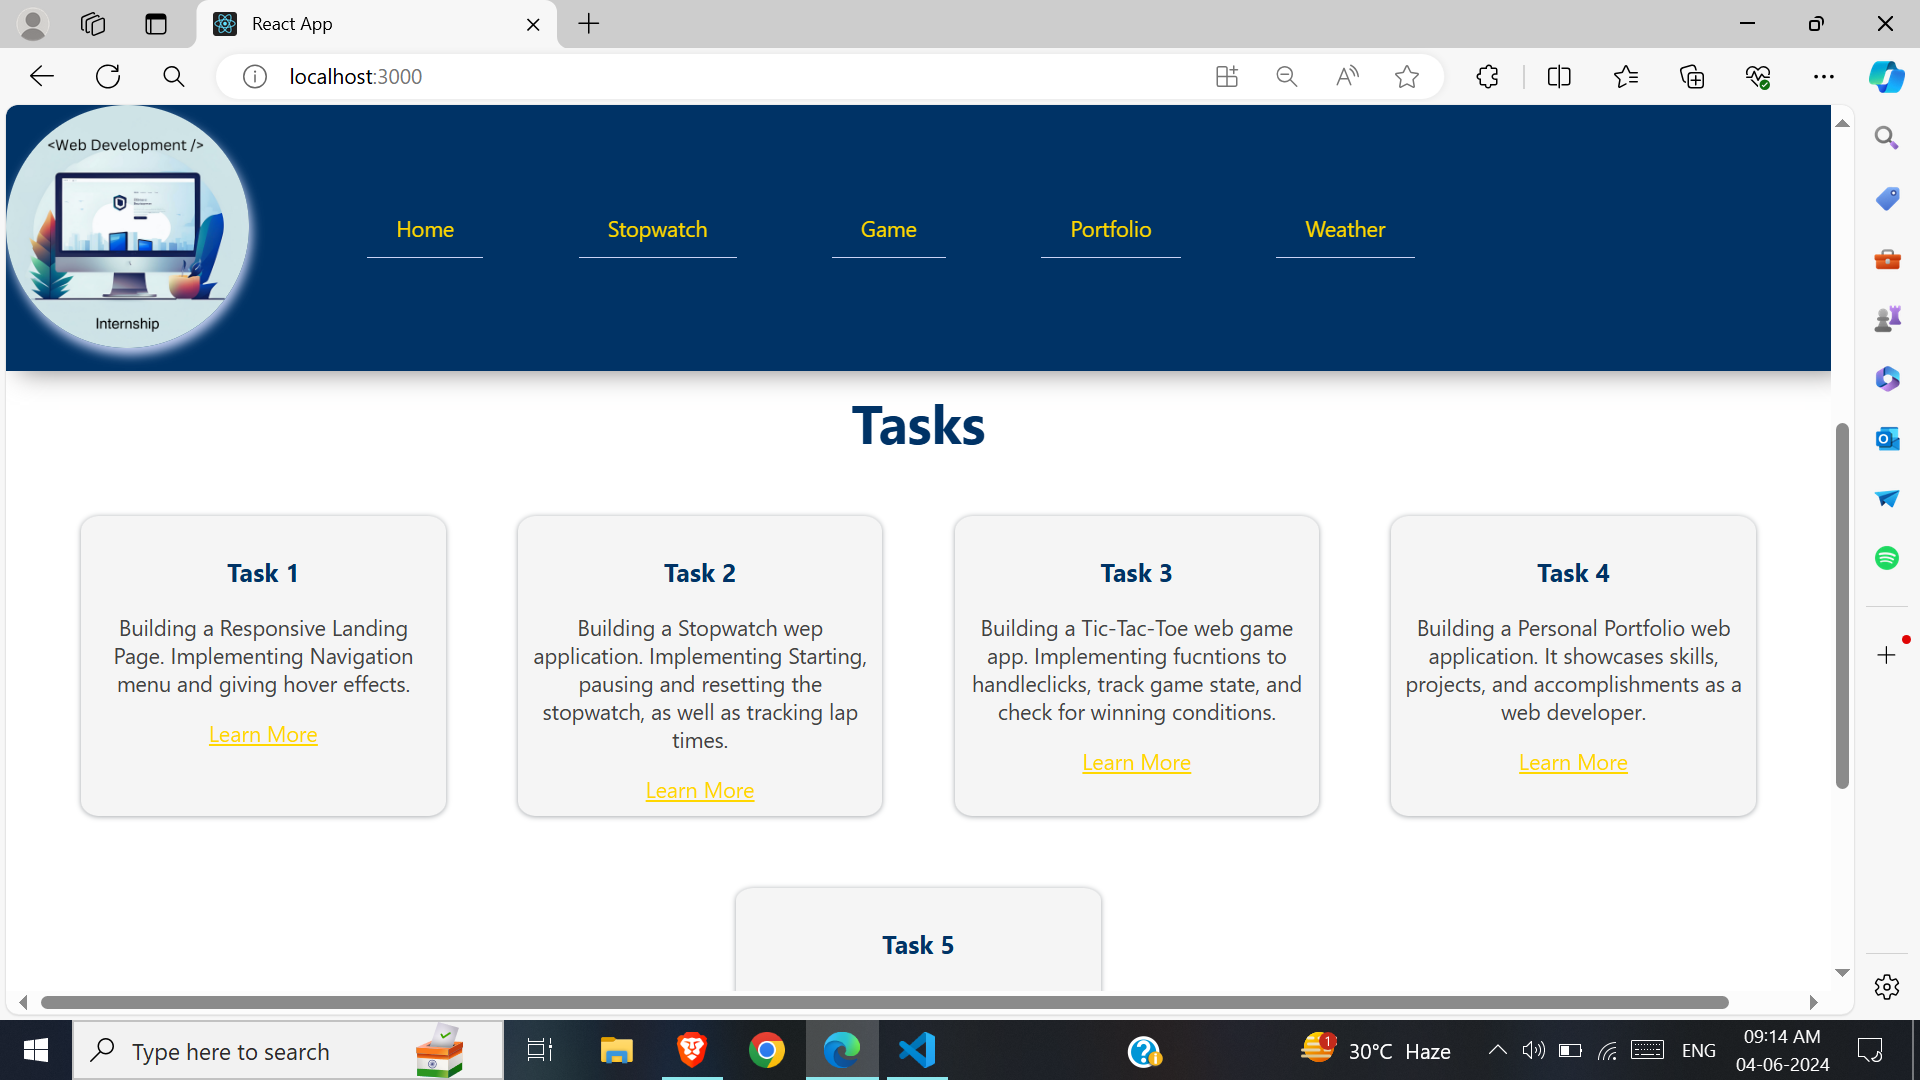 React App
localhost:3000
<Web Development />
Internship
Home
Stopwatch
Game
Portfolio
Weather
Tasks
Task 1
Building a Responsive Landing
Page. Implementing Navigation
menu and giving hover effects.
Learn More
Task 2
Building a Stopwatch wep
application. Implementing Starting,
pausing and resetting the
stopwatch, as well as tracking lap
times.
Learn More
Task 3
Building a Tic-Tac-Toe web game
app. Implementing fucntions to
handleclicks, track game state, and
check for winning conditions.
Learn More
Task 4
Building a Personal Portfolio web
application. It showcases skills,
projects, and accomplishments as a
web developer.
Learn More
Task 5
Type here to search
1
30°C Haze
ENG
09:14 AM
04-06-2024